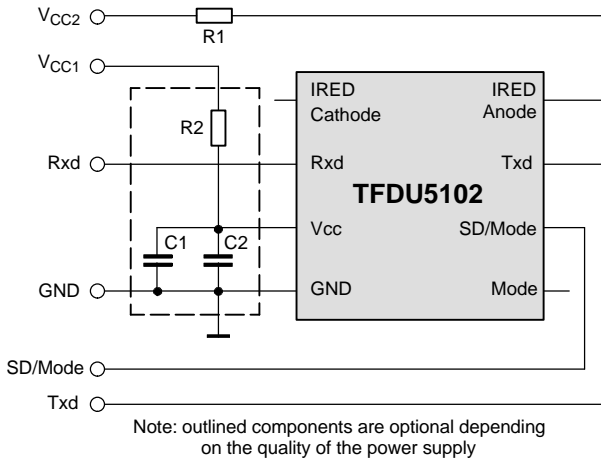 VCC2
R1
VCC1
IRED
Cathode
IRED
Anode
R2
Rxd
Rxd
Txd
TFDU5102
Vcc
SD/Mode
C1
C2
GND
GND
Mode
SD/Mode
Txd
Note: outlined components are optional depending
on the quality of the power supply